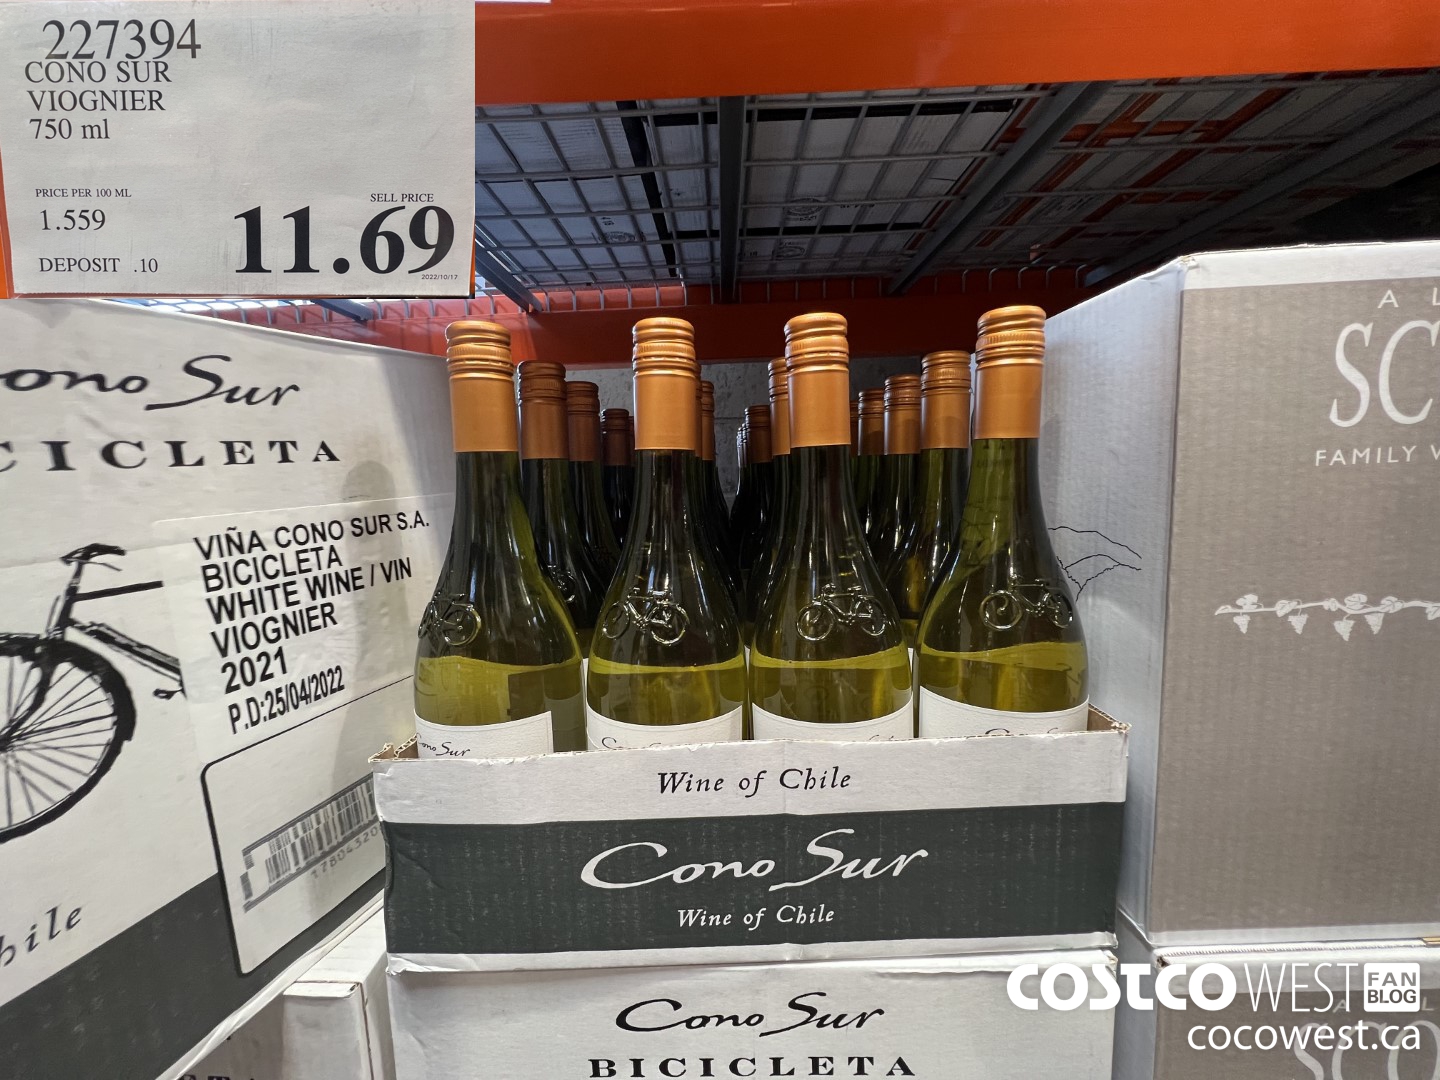 227394
CONO SUR
VIOGNIER
750 ml
PRICE PER 100 ML
1.559
DEPOSIT .10
SELL PRICE
11.69
2022/10/17
Cono Sur
BICICLETA
VIÑA CONO SUR S.A.
BICICLETA
WHITE WINE / VIN
VIOGNIER
2021
P.D:25/04/2022
Cono Sur
Wine of Chile
Cono Sur
Wine of Chile
Cono Sur
BICICLETA
FAMILY
COSTCO WEST FAN BLOG
cocowest.ca